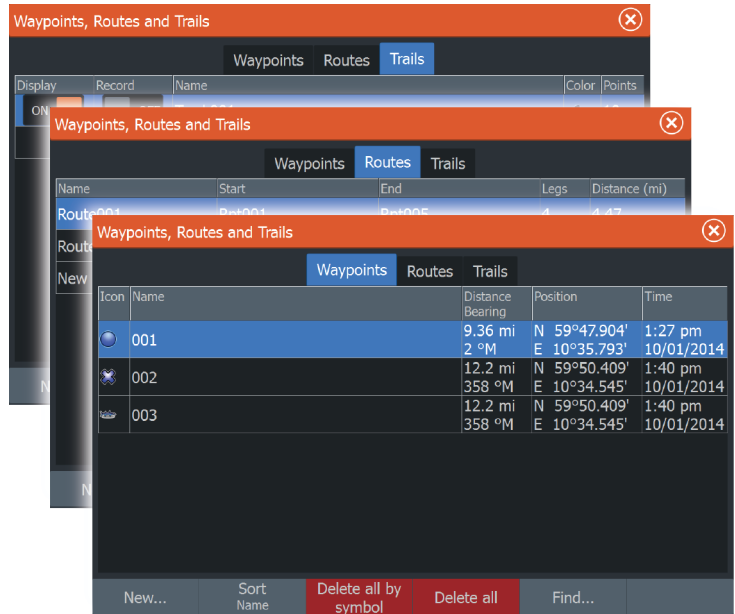 Waypoints, Routes and Trails
Waypoints Routes Trails
Display Record Name Color Points
ON
Waypoints, Routes and Trails
Waypoints Routes Trails
Name Start End Legs Distance (mi)
Route001 Rpt001 Rpt005 4 4.47
Route
New
Waypoints, Routes and Trails
Waypoints Routes Trails
Icon Name Distance Position Time
Bearing
001 9.36 mi N 59°47.904' 1:27 pm
2 °M E 10°35.793' 10/01/2014
002 12.2 mi N 59°50.409' 1:40 pm
358 °M E 10°34.545' 10/01/2014
003 12.2 mi N 59°50.409' 1:40 pm
358 °M E 10°34.545' 10/01/2014
N
N
New... Sort Delete all by Delete all Find...
Name symbol